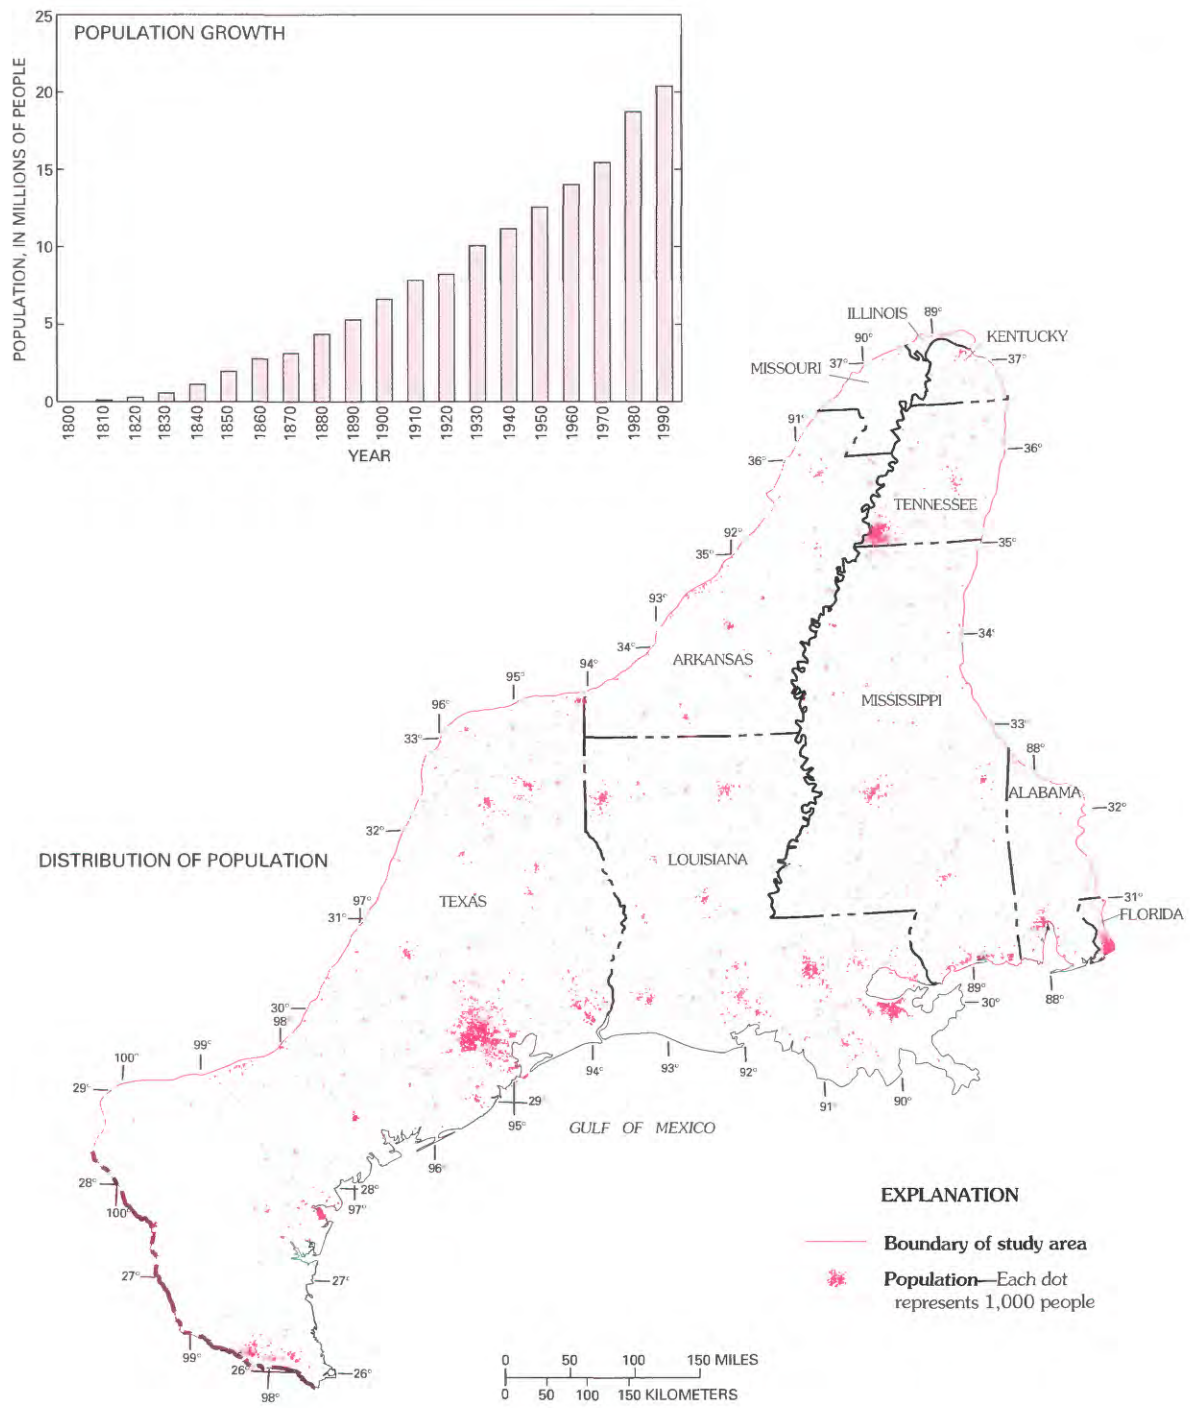 POPULATION GROWTH
POPULATION, IN MILLIONS OF PEOPLE
25
20
15
10
5
0
1800 1810 1820 1830 1840 1850 1860 1870 1880 1890 1900 1910 1920 1930 1940 1950 1960 1970 1980 1990
YEAR
ILLINOIS
89°
KENTUCKY
90°
37°
37°
MISSOURI
91°
36°
36°
TENNESSEE
92°
35°
35°
93°
34°
34°
ARKANSAS
94°
95°
MISSISSIPPI
96°
33°
33°
88°
ALABAMA
32°
32°
DISTRIBUTION OF POPULATION
LOUISIANA
TEXAS
97°
31°
31°
FLORIDA
30°
98°
89°
30°
88°
99°
100°
29°
94°
93°
92°
91°
90°
29°
95°
GULF OF MEXICO
96°
28°
100°
28°
97°
27°
27°
99°
26°
98°
26°
EXPLANATION
Boundary of study area
Population—Each dot
represents 1,000 people
0 50 100 150 MILES
0 50 100 150 KILOMETERS